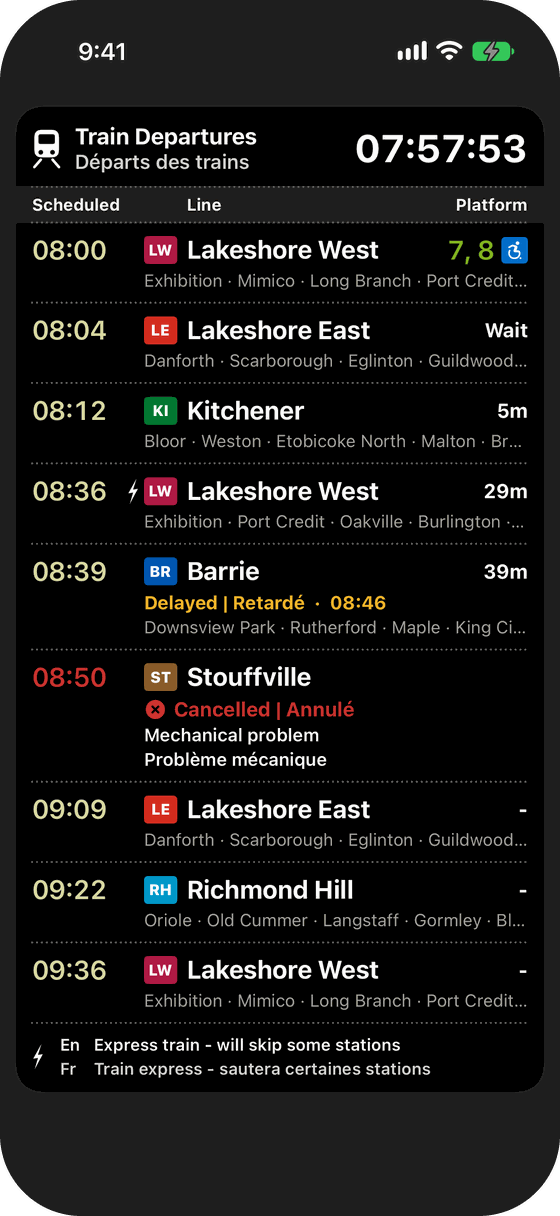 9:41
Train Departures
Départs des trains
07:57:53
Scheduled Line Platform
08:00 LW Lakeshore West 7, 8
Exhibition · Mimico · Long Branch · Port Credit...
08:04 LE Lakeshore East Wait
Danforth · Scarborough · Eglinton · Guildwood...
08:12 KI Kitchener 5m
Bloor · Weston · Etobicoke North · Malton · Br...
08:36 LW Lakeshore West 29m
Exhibition · Port Credit · Oakville · Burlington ·...
08:39 BR Barrie 39m
Delayed | Retardé · 08:46
Downsview Park · Rutherford · Maple · King Ci...
08:50 ST Stouffville
Cancelled | Annulé
Mechanical problem
Problème mécanique
09:09 LE Lakeshore East -
Danforth · Scarborough · Eglinton · Guildwood...
09:22 RH Richmond Hill -
Oriole · Old Cummer · Langstaff · Gormley · Bl...
09:36 LW Lakeshore West -
Exhibition · Mimico · Long Branch · Port Credit...
En Express train - will skip some stations
Fr Train express - sautera certaines stations